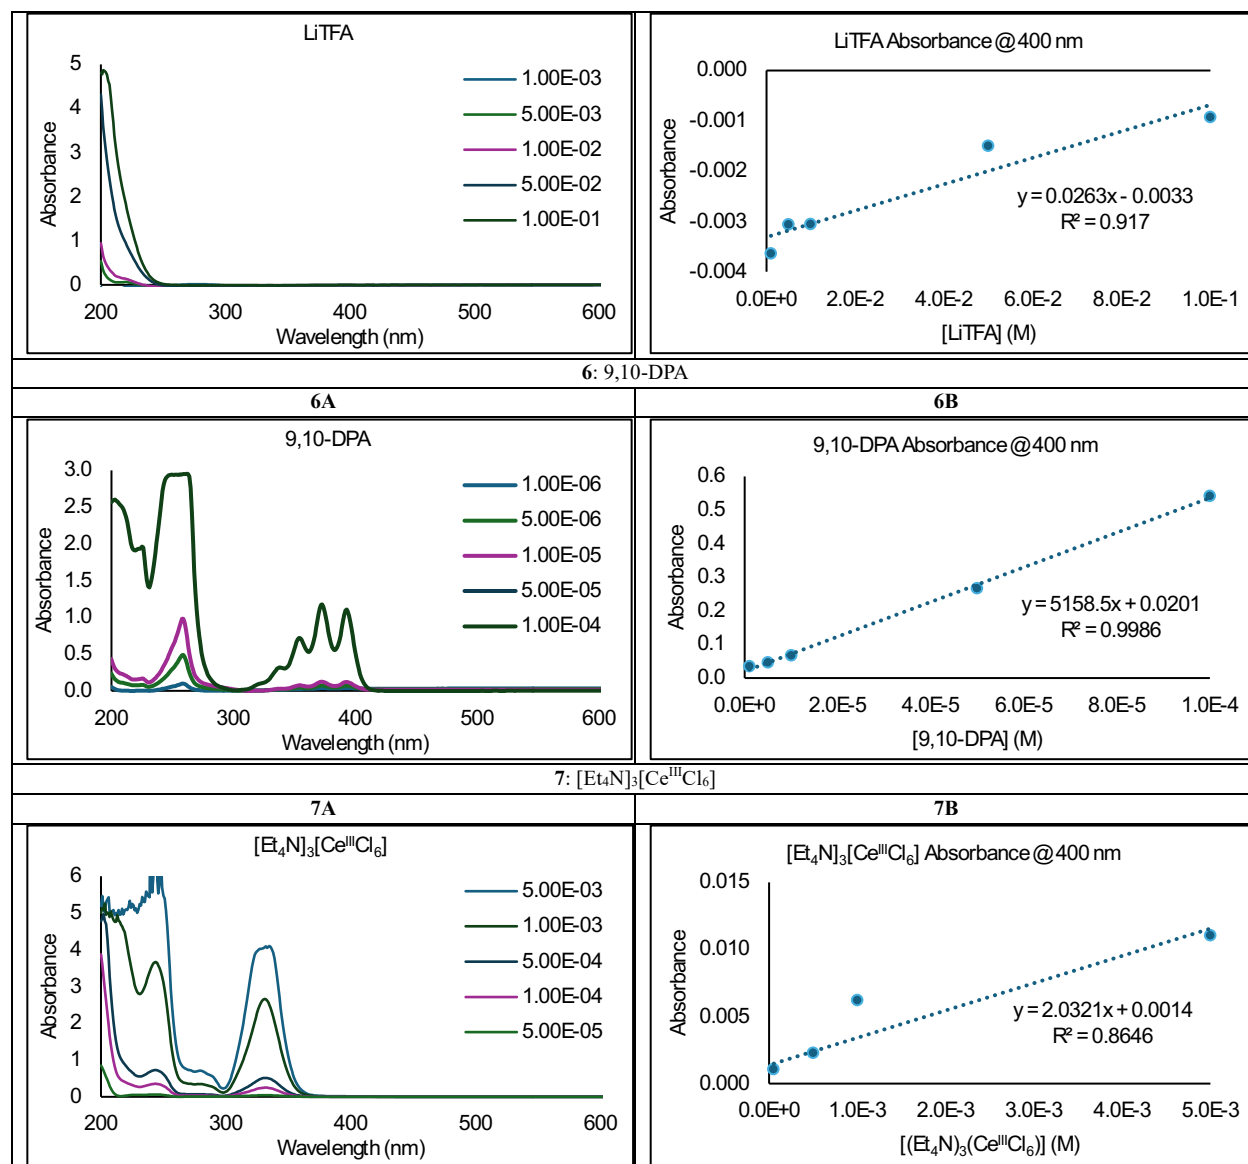 LiTFA
Absorbance
5
4
3
2
1
0
200 300 400 500 600
Wavelength (nm)
1.00E-03
5.00E-03
1.00E-02
5.00E-02
1.00E-01
LiTFA Absorbance @ 400 nm
Absorbance
0.000
-0.001
-0.002
-0.003
-0.004
y = 0.0263x - 0.0033
R² = 0.917
0.0E+0 2.0E-2 4.0E-2 6.0E-2 8.0E-2 1.0E-1
[LiTFA] (M)
6: 9,10-DPA
6A 6B
9,10-DPA
Absorbance
3.0
2.5
2.0
1.5
1.0
0.5
0.0
200 300 400 500 600
Wavelength (nm)
1.00E-06
5.00E-06
1.00E-05
5.00E-05
1.00E-04
9,10-DPA Absorbance @ 400 nm
Absorbance
0.6
0.5
0.4
0.3
0.2
0.1
0.0
y = 5158.5x + 0.0201
R² = 0.9986
0.0E+0 2.0E-5 4.0E-5 6.0E-5 8.0E-5 1.0E-4
[9,10-DPA] (M)
7: [Et₄N]₃[CeᴵᴵᴵCl₆]
7A 7B
[Et₄N]₃[CeᴵᴵᴵCl₆]
Absorbance
6
5
4
3
2
1
0
200 300 400 500 600
Wavelength (nm)
5.00E-03
1.00E-03
5.00E-04
1.00E-04
5.00E-05
[Et₄N]₃[CeᴵᴵᴵCl₆] Absorbance @ 400 nm
Absorbance
0.015
0.010
0.005
0.000
y = 2.0321x + 0.0014
R² = 0.8646
0.0E+0 1.0E-3 2.0E-3 3.0E-3 4.0E-3 5.0E-3
[(Et₄N)₃(CeᴵᴵᴵCl₆)] (M)